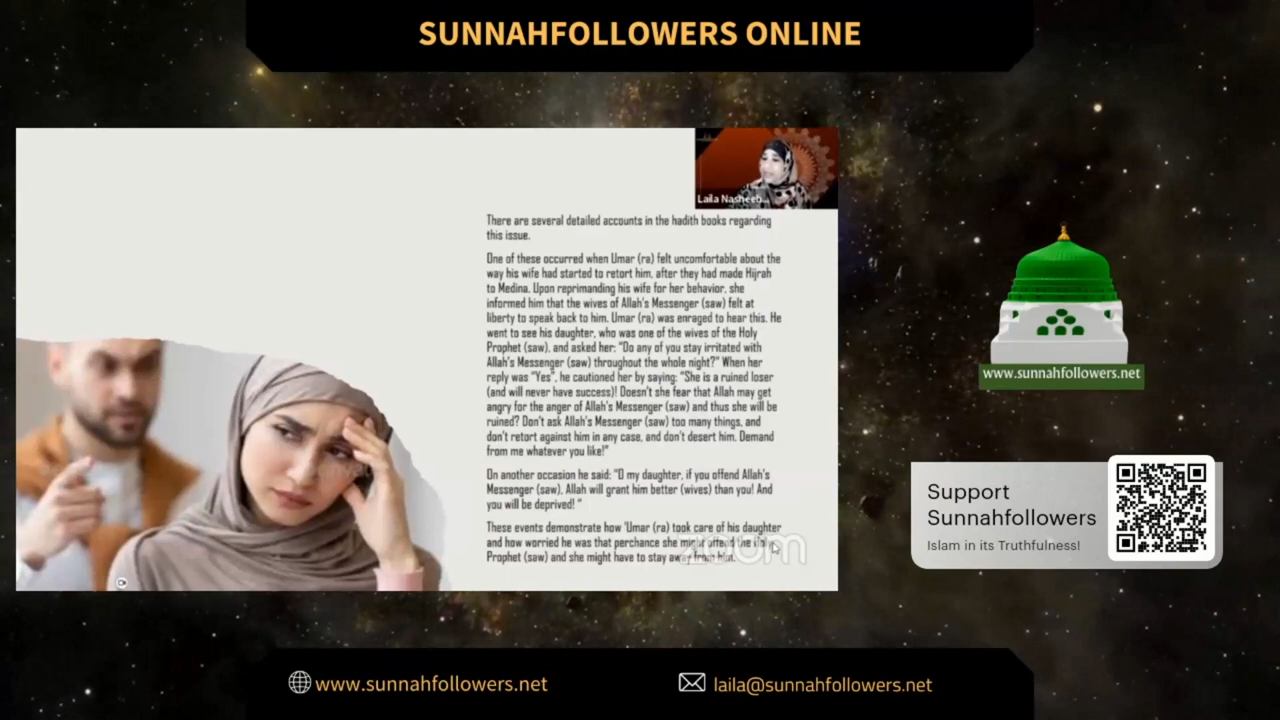 SUNNAHFOLLOWERS ONLINE
Laila Nasheeb...
There are several detailed accounts in the hadith books regarding
this issue.
One of these occurred when Umar (ra) felt uncomfortable about the
way his wife had started to retort him, after they had made Hijrah
to Medina. Upon reprimanding his wife for her behavior, she
informed him that the wives of Allah's Messenger (saw) felt at
liberty to speak back to him. Umar (ra) was enraged to hear this. He
went to see his daughter, who was one of the wives of the Holy
Prophet (saw), and asked her: "Do any of you stay irritated with
Allah's Messenger (saw) throughout the whole night?" When her
reply was "Yes", he cautioned her by saying: "She is a ruined loser
(and will never have success)! Doesn't she fear that Allah may get
angry for the anger of Allah's Messenger (saw) and thus she will be
ruined? Don't ask Allah's Messenger (saw) too many things, and
don't retort against him in any case, and don't desert him. Demand
from me whatever you like!"
On another occasion he said: "O my daughter, if you offend Allah's
Messenger (saw), Allah will grant him better (wives) than you! And
you will be deprived! "
These events demonstrate how 'Umar (ra) took care of his daughter
and how worried he was that perchance she might offend the Holy
Prophet (saw) and she might have to stay away from him.
zoom
www.sunnahfollowers.net
Support
Sunnahfollowers
Islam in its Truthfulness!
www.sunnahfollowers.net
laila@sunnahfollowers.net